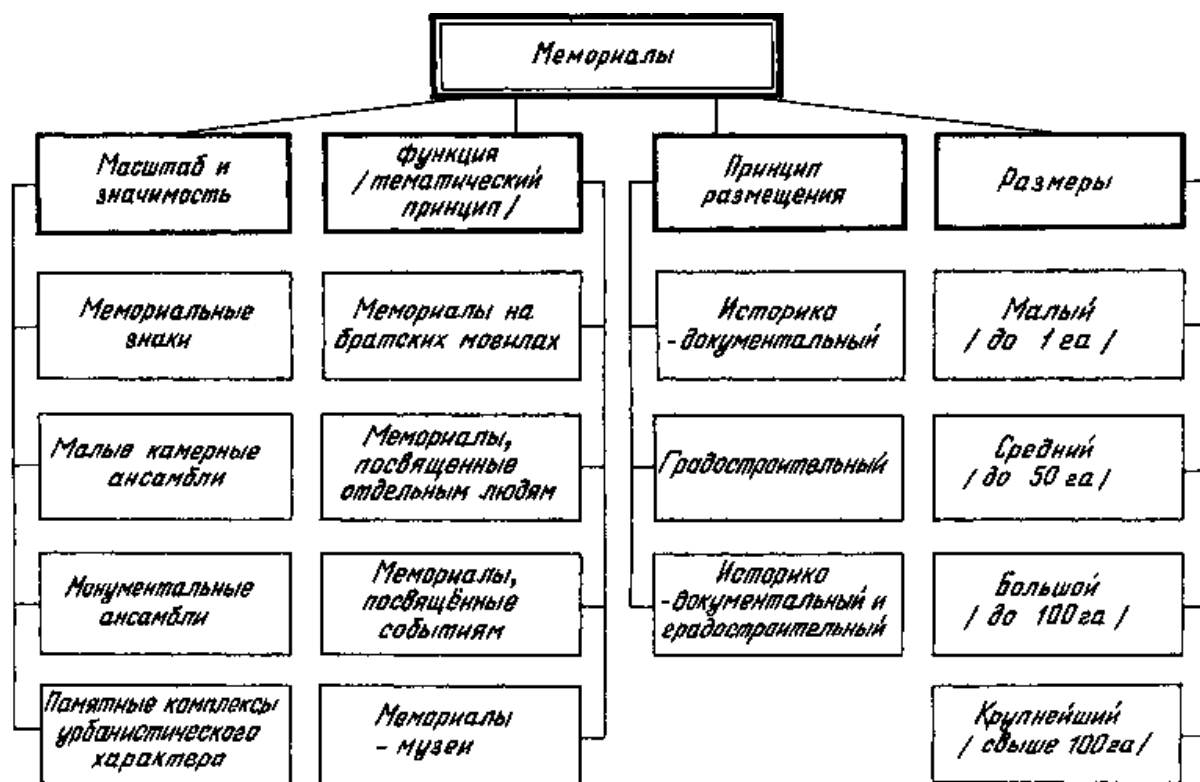 Мемориалы
Масштаб и
значимость
функция
/тематический
принцип/
Принцип
размещения
Размеры
Мемориальные
знаки
Мемориалы на
братских могилах
Историко
-документальный
Малый
/ до 1 га /
Малые камерные
ансамбли
Мемориалы,
посвященные
отдельным людям
Градостроительный
Средний
/ до 50 га /
Монументальные
ансамбли
Мемориалы,
посвящённые
событиям
Историко
-документальный и
градостроительный
Большой
/ до 100 га /
Памятные комплексы
урбанистического
характера
Мемориалы
- музеи
Крупнейший
/ свыше 100 га /